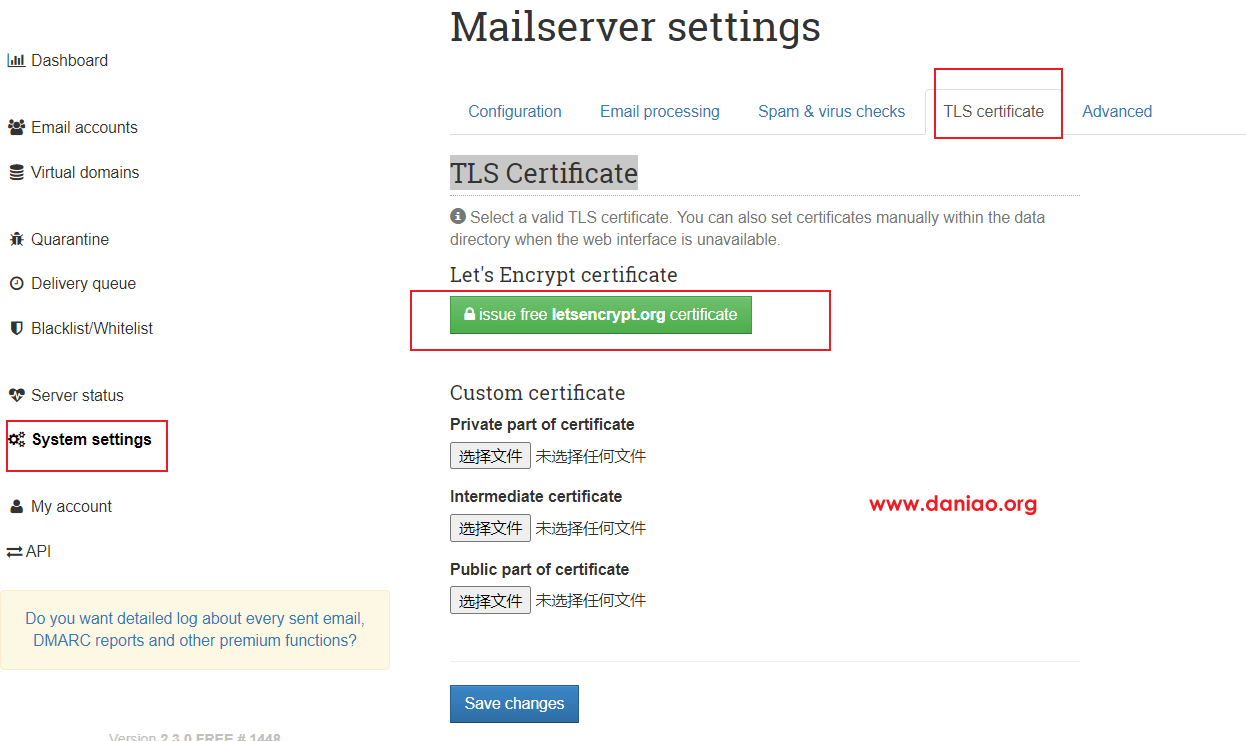 Mailserver settings
Dashboard
Email accounts
Virtual domains
Quarantine
Delivery queue
Blacklist/Whitelist
Server status
System settings
My account
API
Do you want detailed log about every sent email,
DMARC reports and other premium functions?
Version 2.3.0 FREE # 1448
Configuration
Email processing
Spam & virus checks
TLS certificate
Advanced
TLS Certificate
Select a valid TLS certificate. You can also set certificates manually within the data
directory when the web interface is unavailable.
Let's Encrypt certificate
issue free letsencrypt.org certificate
Custom certificate
Private part of certificate
选择文件 未选择任何文件
Intermediate certificate
选择文件 未选择任何文件
Public part of certificate
选择文件 未选择任何文件
www.daniao.org
Save changes